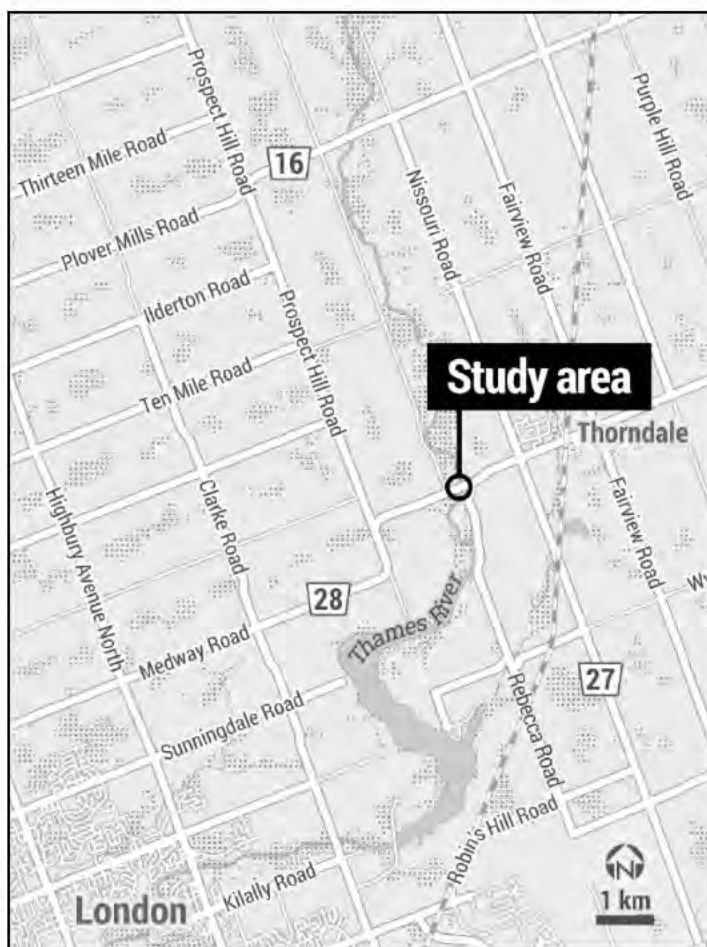 Prospect Hill Road
Purple Hill Road
Thirteen Mile Road
16
Nissouri Road
Fairview Road
Plover Mills Road
Ilderton Road
Prospect Hill Road
Ten Mile Road
Study area
Thorndale
Highbury Avenue North
Clarke Road
Fairview Road
Thames River
28
Medway Road
Wy
27
Rebecca Road
Sunningdale Road
Robin's Hill Road
N
Kilally Road
1 km
London